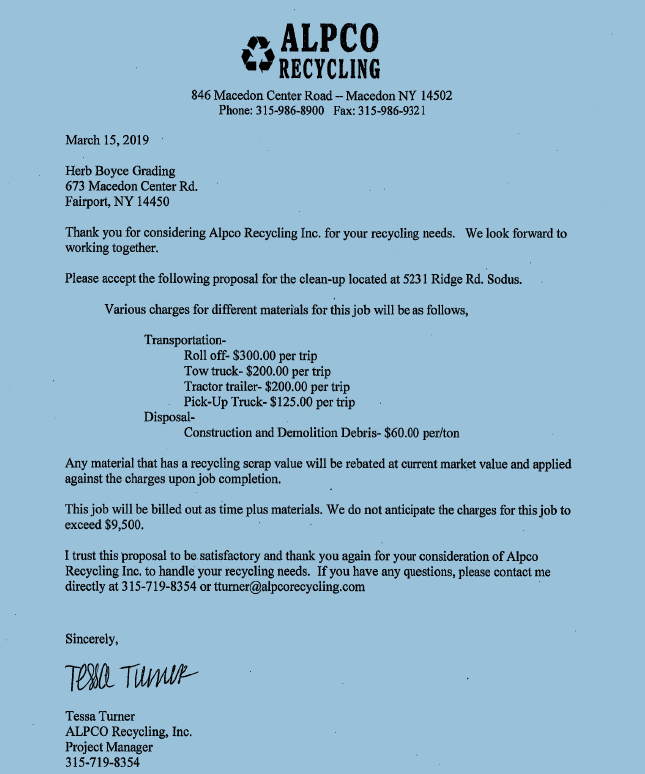 ALPCO
RECYCLING
846 Macedon Center Road – Macedon NY 14502
Phone: 315-986-8900 Fax: 315-986-9321
March 15, 2019
Herb Boyce Grading
673 Macedon Center Rd.
Fairport, NY 14450
Thank you for considering Alpco Recycling Inc. for your recycling needs. We look forward to
working together.
Please accept the following proposal for the clean-up located at 5231 Ridge Rd. Sodus.
Various charges for different materials for this job will be as follows,
Transportation-
Roll off- $300.00 per trip
Tow truck- $200.00 per trip
Tractor trailer- $200.00 per trip
Pick-Up Truck- $125.00 per trip
Disposal-
Construction and Demolition Debris- $60.00 per/ton
Any material that has a recycling scrap value will be rebated at current market value and applied
against the charges upon job completion.
This job will be billed out as time plus materials. We do not anticipate the charges for this job to
exceed $9,500.
I trust this proposal to be satisfactory and thank you again for your consideration of Alpco
Recycling Inc. to handle your recycling needs. If you have any questions, please contact me
directly at 315-719-8354 or tturner@alpcorecycling.com
Sincerely,
Tessa Turner
Tessa Turner
ALPCO Recycling, Inc.
Project Manager
315-719-8354